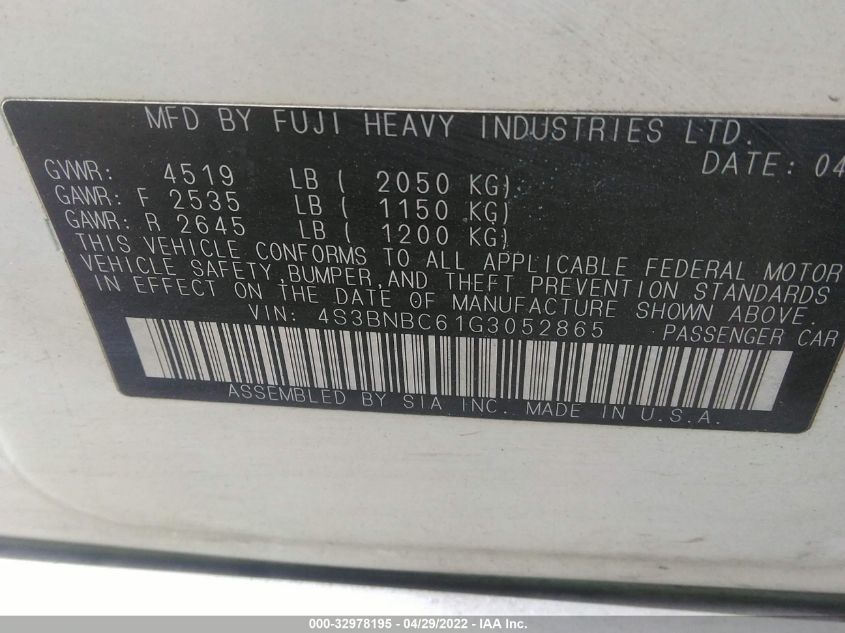 MFD BY FUJI HEAVY INDUSTRIES LTD.
DATE: 04
GVWR: 4519 LB ( 2050 KG)
GAWR: F 2535 LB ( 1150 KG)
GAWR: R 2645 LB ( 1200 KG)
THIS VEHICLE CONFORMS TO ALL APPLICABLE FEDERAL MOTOR
VEHICLE SAFETY,BUMPER,AND THEFT PREVENTION STANDARDS
IN EFFECT ON THE DATE OF MANUFACTURE SHOWN ABOVE.
VIN: 4S3BNBC61G3052865 PASSENGER CAR
ASSEMBLED BY SIA INC. MADE IN U.S.A.
000-32978195 - 04/29/2022 - IAA Inc.